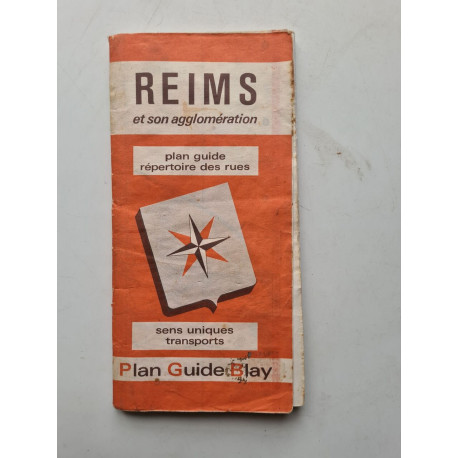 REIMS
et son agglomération
plan guide
répertoire des rues
sens uniques
transports
Plan Guide Blay